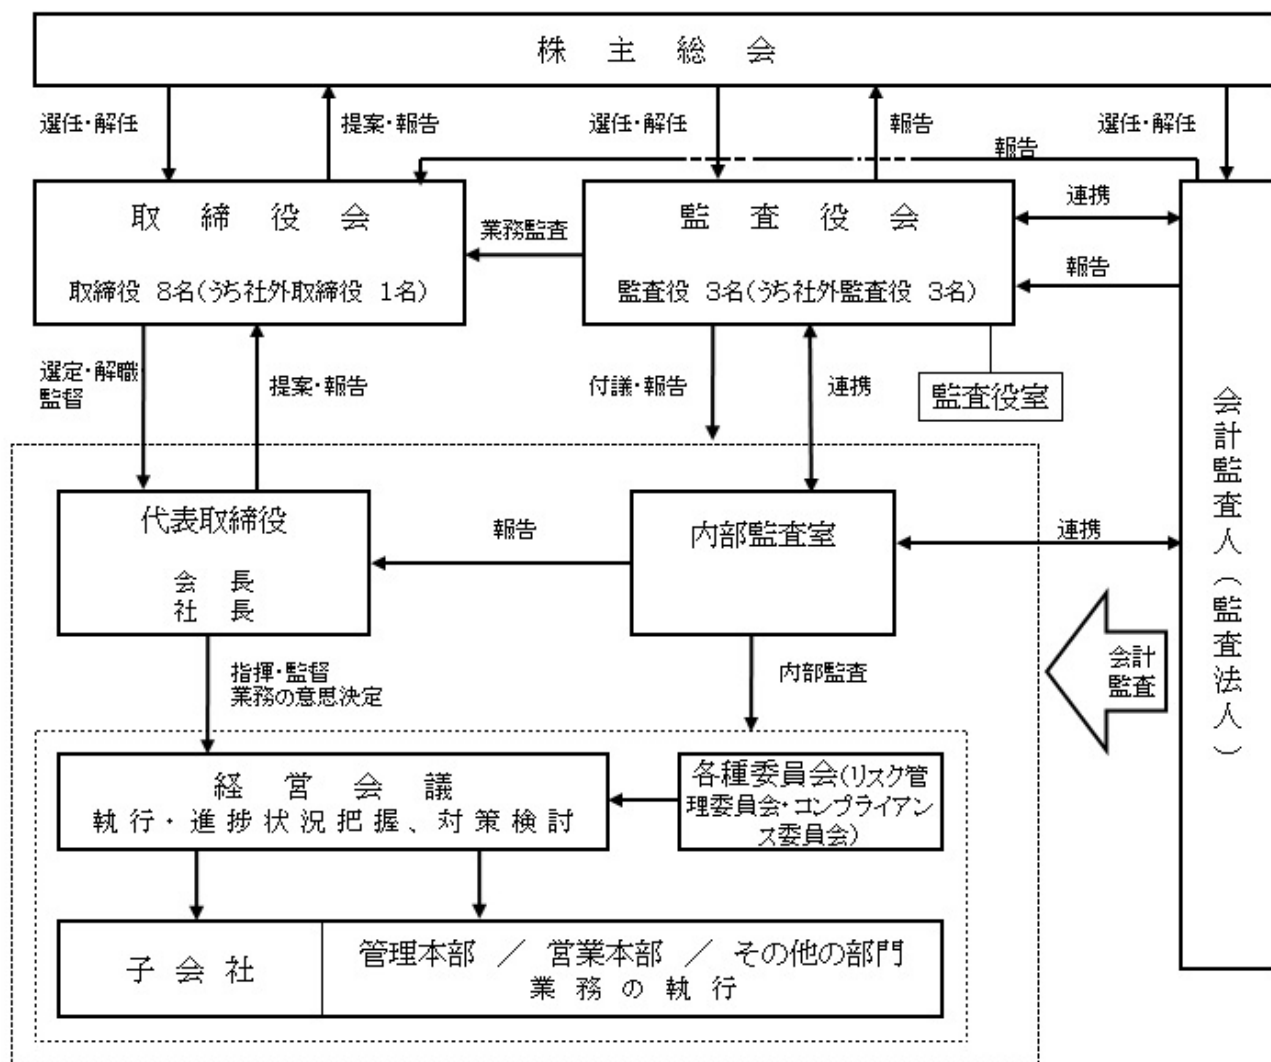 株 主 総 会
選任・解任
提案・報告
選任・解任
報告
選任・解任
報告
取 締 役 会
取締役 8名(うち社外取締役 1名)
業務監査
監 査 役 会
監査役 3名(うち社外監査役 3名)
連携
報告
選定・解職
監督
提案・報告
付議・報告
連携
監査役室
会計監査人(監査法人)
代表取締役
会 長
社 長
報告
内部監査室
連携
指揮・監督
業務の意思決定
内部監査
会計
監査
経 営 会 議
執行・進捗状況把握、対策検討
各種委員会(リスク管
理委員会・コンプライアン
ス委員会)
子 会 社
管理本部 / 営業本部 / その他の部門
業 務 の 執 行